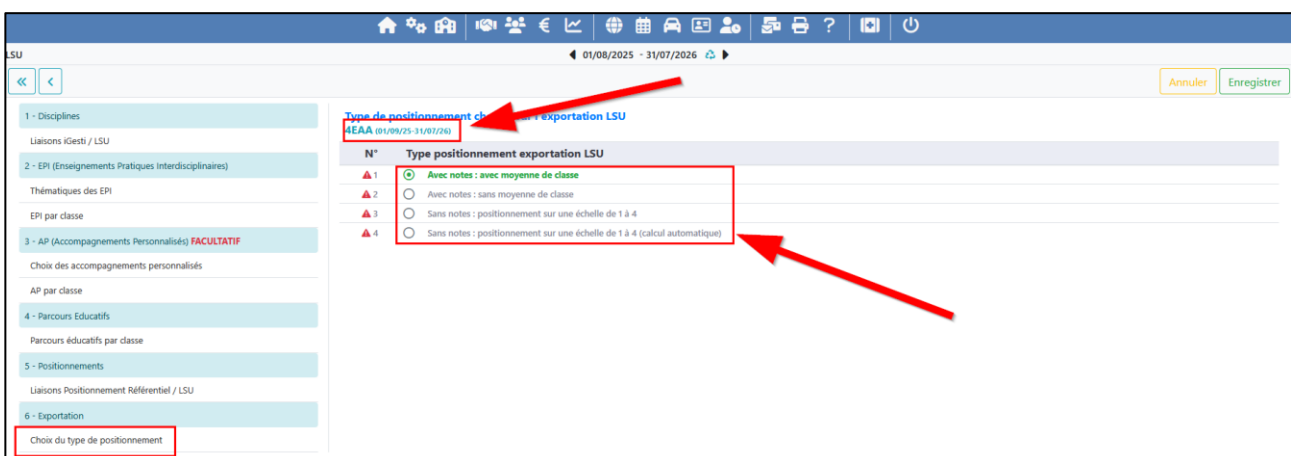 LSU
01/08/2025 - 31/07/2026
Annuler
Enregistrer
1 - Disciplines
Liaisons iGesti / LSU
2 - EPI (Enseignements Pratiques Interdisciplinaires)
Thématiques des EPI
EPI par classe
3 - AP (Accompagnements Personnalisés) FACULTATIF
Choix des accompagnements personnalisés
AP par classe
4 - Parcours Educatifs
Parcours éducatifs par classe
5 - Positionnements
Liaisons Positionnement Référentiel / LSU
6 - Exportation
Choix du type de positionnement
Type de positionnement l'exportation LSU
4EAA (01/09/25-31/07/26)
N° Type positionnement exportation LSU
1 Avec notes : avec moyenne de classe
2 Avec notes : sans moyenne de classe
3 Sans notes : positionnement sur une échelle de 1 à 4
4 Sans notes : positionnement sur une échelle de 1 à 4 (calcul automatique)